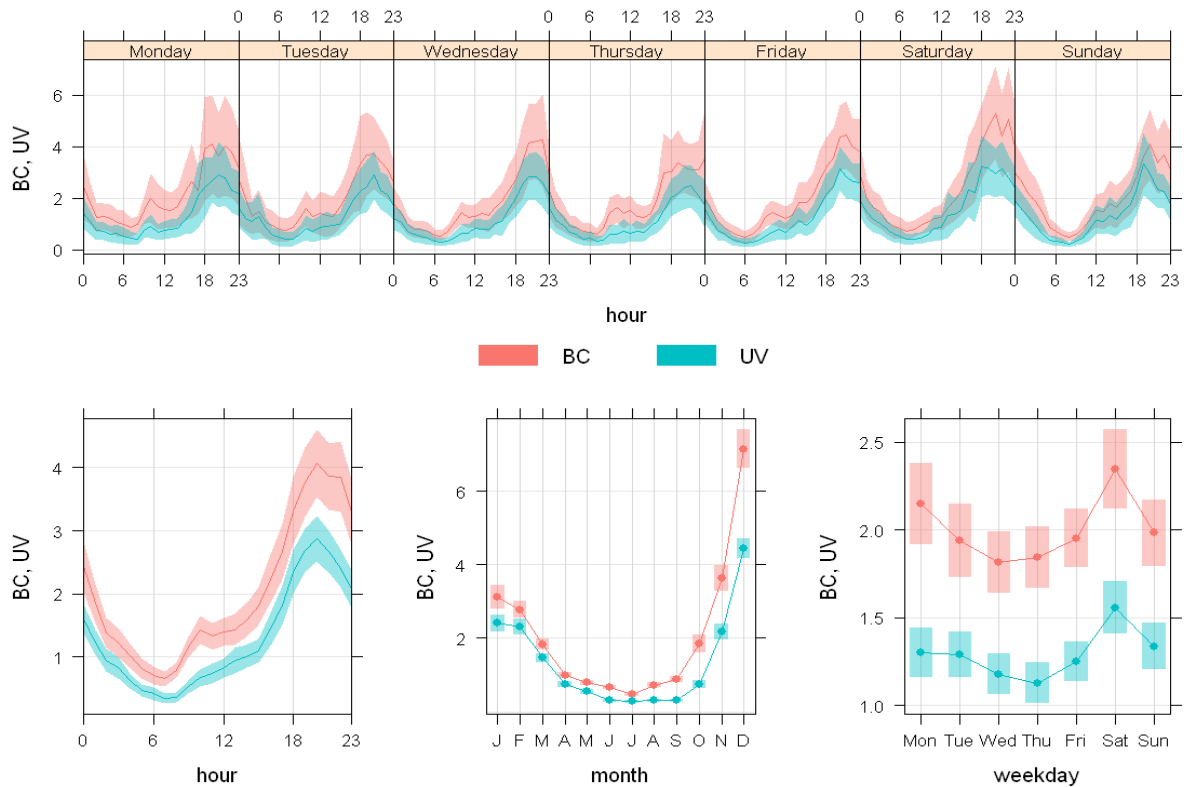 0 6 12 18 23 0 6 12 18 23 0 6 12 18 23
Monday Tuesday Wednesday Thursday Friday Saturday Sunday
BC, UV
6
4
2
0
0 6 12 18 23 0 6 12 18 23 0 6 12 18 23 0 6 12 18 23
hour
BC UV
BC, UV
4
3
2
1
0 6 12 18 23
hour
BC, UV
6
4
2
J F M A M J J A S O N D
month
BC, UV
2.5
2.0
1.5
1.0
Mon Tue Wed Thu Fri Sat Sun
weekday